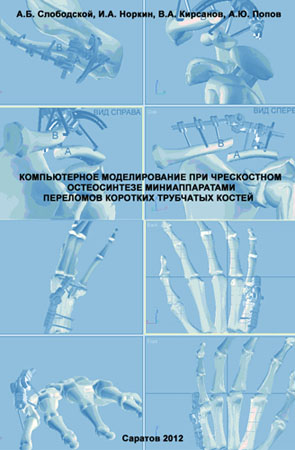 А.Б. Слободской, И.А. Норкин, В.А. Кирсанов, А.Ю. Попов
В
В
ВИД СПРАВА
ВИД СПЕРЕ
В
А
В
А
КОМПЬЮТЕРНОЕ МОДЕЛИРОВАНИЕ ПРИ ЧРЕСКОСТНОМ
ОСТЕОСИНТЕЗЕ МИНИАППАРАТАМИ
ПЕРЕЛОМОВ КОРОТКИХ ТРУБЧАТЫХ КОСТЕЙ
Саратов 2012